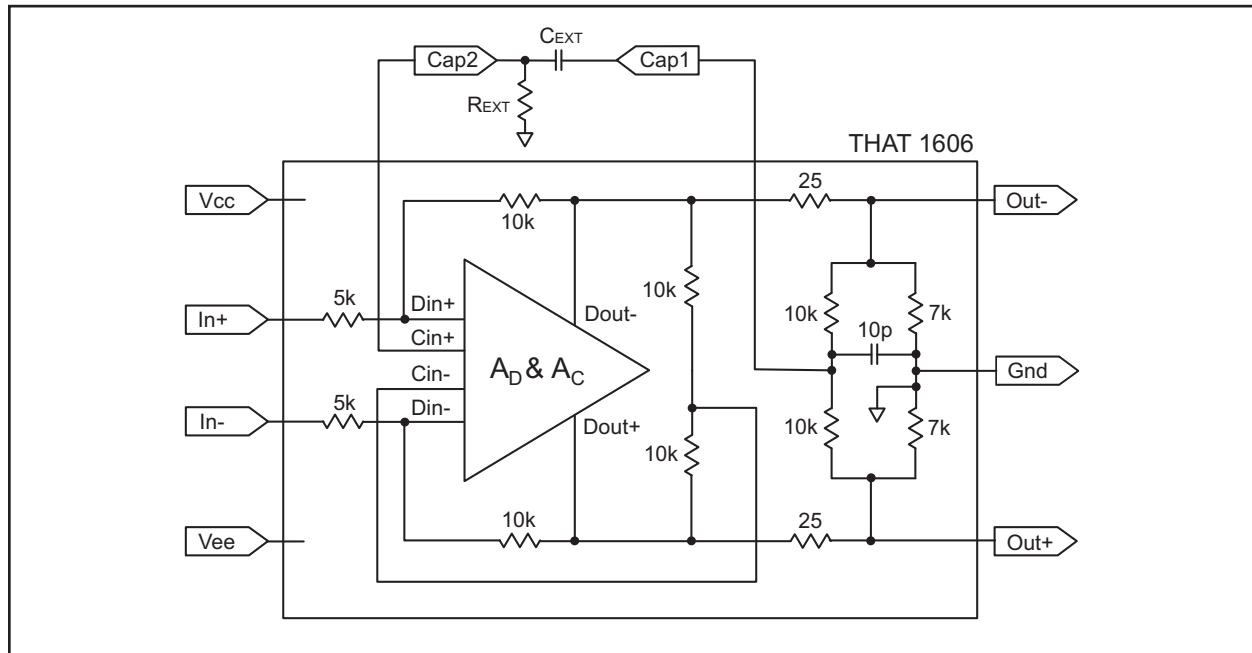 CEXT
Cap2
Cap1
REXT
THAT 1606
Vcc
25
Out-
10k
5k
Din+
10k
Dout-
10k
7k
In+
Cin+
10p
AD & AC
Cin-
Gnd
5k
Din-
In-
Dout+
10k
10k
7k
Vee
10k
25
Out+